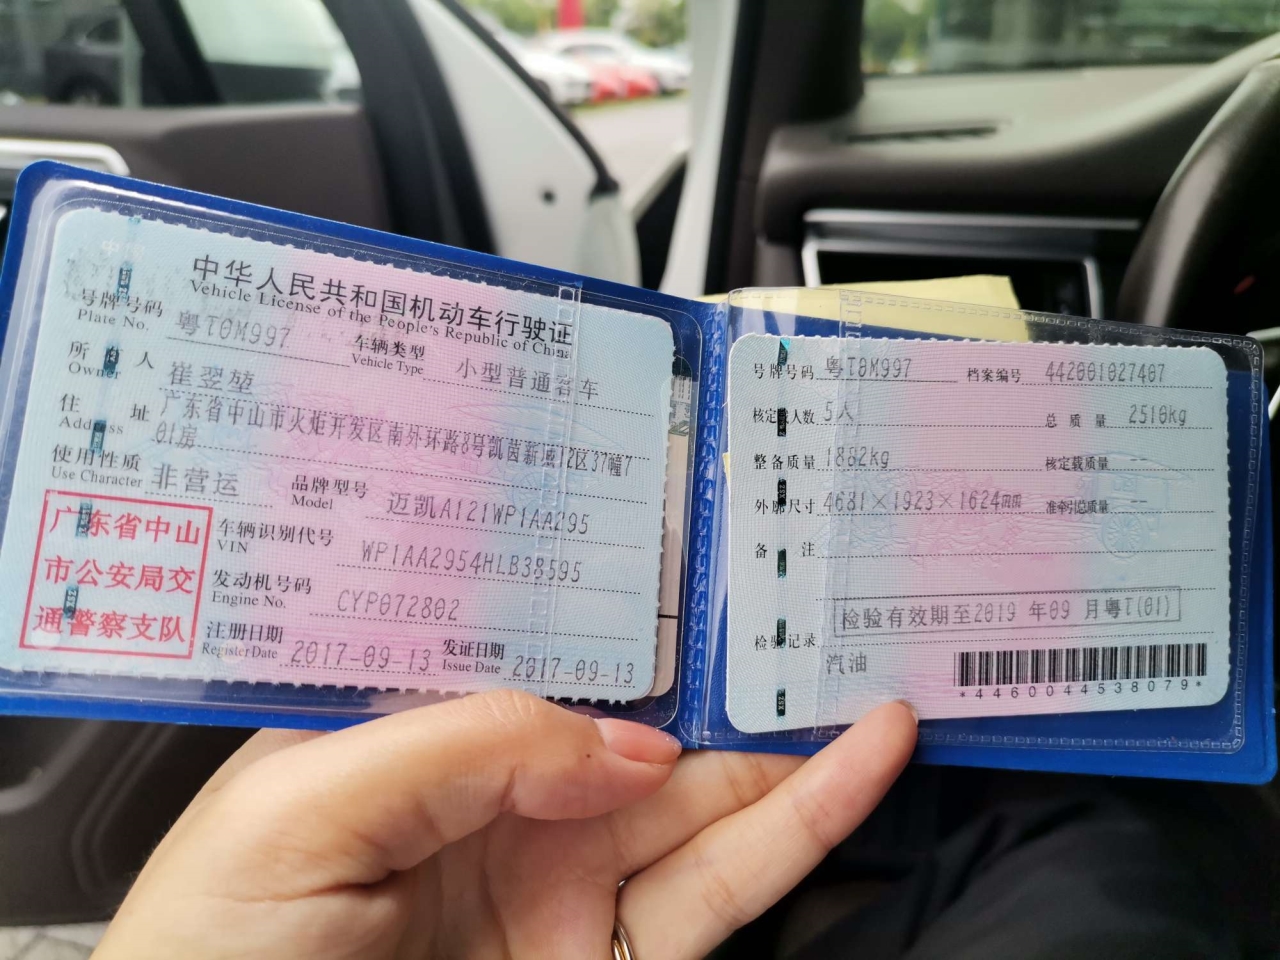 中华人民共和国机动车行驶证
Vehicle License of the People's Republic of China
号牌号码 粤T0M997 车辆类型 小型普通客车
Plate No. Vehicle Type
所 人 崔翌堃
Owner
住 址 广东省中山市火炬开发区南外环路8号凯茵新城12区37幢7
Address 01房
使用性质 非营运 品牌型号 迈凯A121WP1AA295
Use Character Model
广东省中山
市公安局交
通警察支队
车辆识别代号 WP1AA2954HLB38595
VIN
发动机号码 CYP072802
Engine No.
注册日期 2017-09-13 发证日期 2017-09-13
Register Date Issue Date
号牌号码 粤T0M997 档案编号 442001027407
核定载人数 5人 总质量 2510kg
整备质量 1882kg 核定载质量 --
外廓尺寸 4681×1923×1624 准牵引总质量 --
备 注
检验有效期至2019 年09 月粤T(01)
检验记录
汽油
*4460044538079*